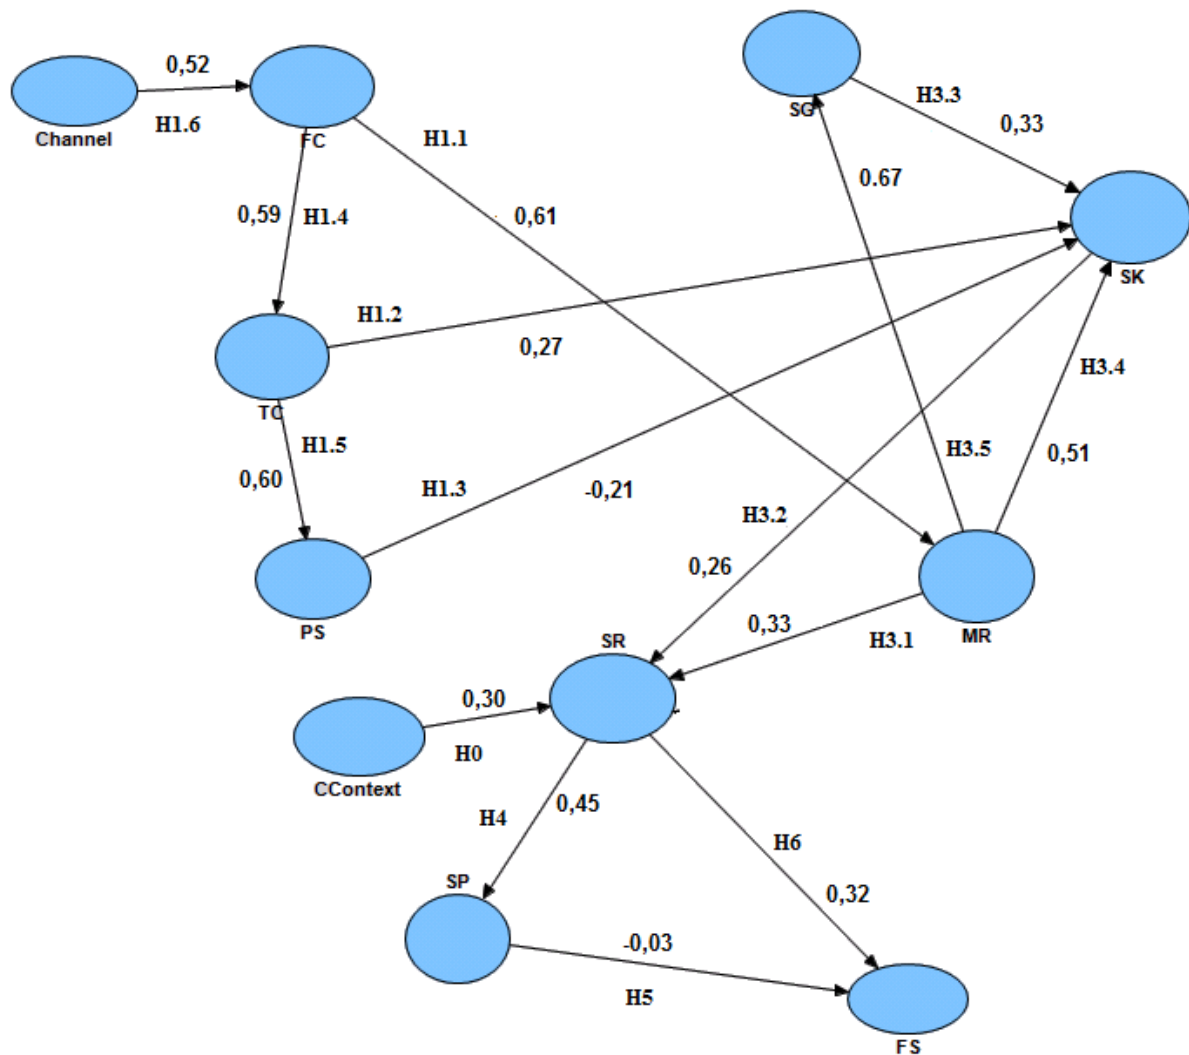 0,52
Channel
H1.6
FC
H1.1
SG
H3.3
0,33
0.67
0,59
H1.4
0,61
SK
H1.2
0,27
H3.4
TC
H1.5
0,60
H1.3
-0,21
H3.5
0,51
H3.2
0,26
PS
SR
0,33
H3.1
MR
0,30
H0
CContext
H4
0,45
H6
SP
0,32
-0,03
H5
FS